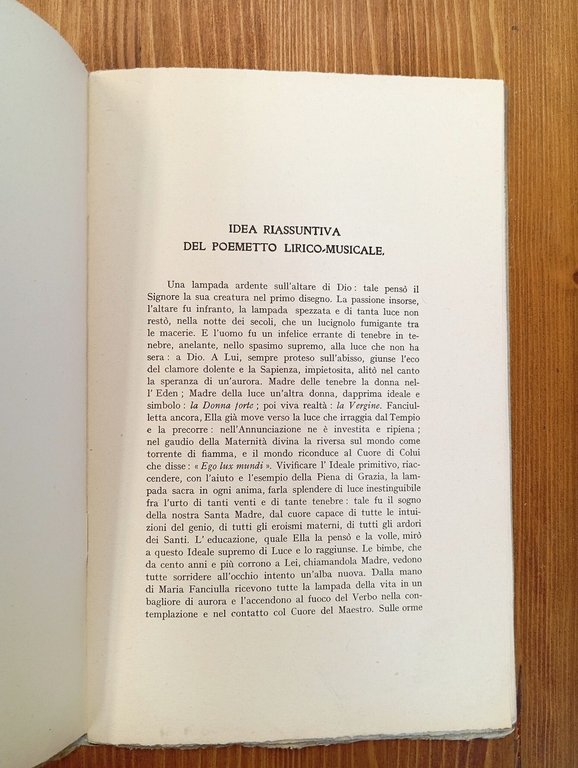 IDEA RIASSUNTIVA
DEL POEMETTO LIRICO-MUSICALE.
Una lampada ardente sull'altare di Dio: tale pensò il
Signore la sua creatura nel primo disegno. La passione insorse,
l'altare fu infranto, la lampada spezzata e di tanta luce non
restò, nella notte dei secoli, che un lucignolo fumigante tra
le macerie. E l'uomo fu un infelice errante di tenebre in te-
nebre, anelante, nello spasimo supremo, alla luce che non ha
sera: a Dio. A Lui, sempre proteso sull'abisso, giunse l'eco
del clamore dolente e la Sapienza, impietosita, alitò nel canto
la speranza di un'aurora. Madre delle tenebre la donna nel-
l'Eden; Madre della luce un'altra donna, dapprima ideale e
simbolo: la Donna forte; poi viva realtà: la Vergine. Fanciul-
letta ancora, Ella già move verso la luce che irraggia dal Tempio
e la precorre: nell'Annunciazione ne è investita e ripiena;
nel gaudio della Maternità divina la riversa sul mondo come
torrente di fiamma, e il mondo riconduce al Cuore di Colui
che disse: « Ego lux mundi ». Vivificare l'Ideale primitivo, riac-
cendere, con l'aiuto e l'esempio della Piena di Grazia, la lam-
pada sacra in ogni anima, farla splendere di luce inestinguibile
fra l'urto di tanti venti e di tante tenebre: tale fu il sogno
della nostra Santa Madre, dal cuore capace di tutte le intui-
zioni del genio, di tutti gli eroismi materni, di tutti gli ardori
dei Santi. L'educazione, quale Ella la pensò e la volle, mirò
a questo Ideale supremo di Luce e lo raggiunse. Le bimbe, che
da cento anni e più corrono a Lei, chiamandola Madre, vedono
tutte sorridere all'occhio intento un'alba nuova. Dalla mano
di Maria Fanciulla ricevono tutte la lampada della vita in un
bagliore di aurora e l'accendono al fuoco del Verbo nella con-
templazione e nel contatto col Cuore del Maestro. Sulle orme